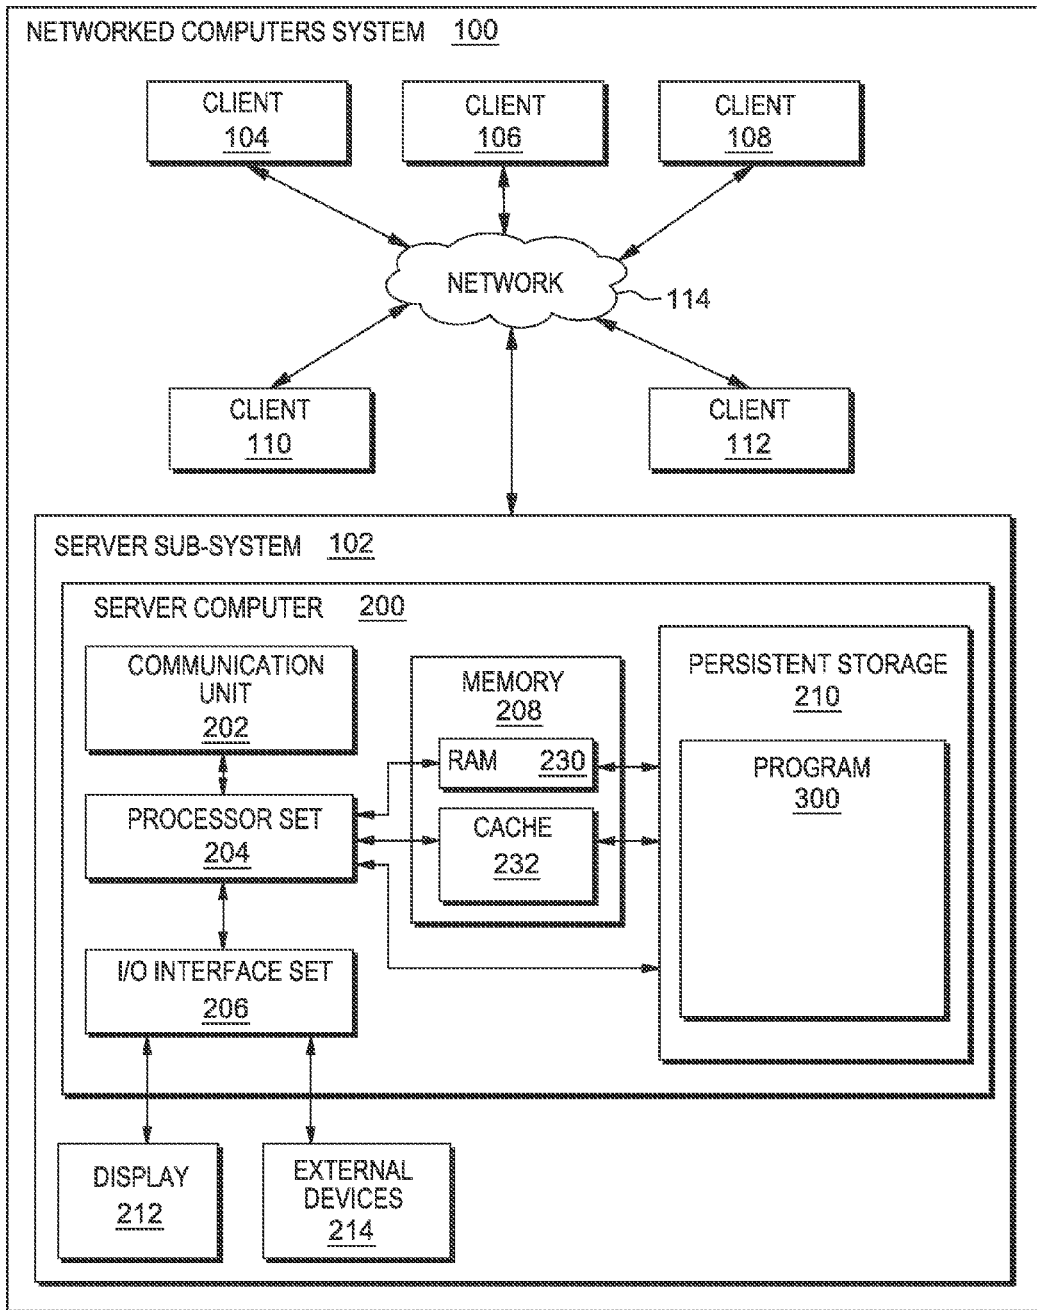 NETWORKED COMPUTERS SYSTEM 100
CLIENT
104
CLIENT
106
CLIENT
108
NETWORK
114
CLIENT
110
CLIENT
112
SERVER SUB-SYSTEM 102
SERVER COMPUTER 200
COMMUNICATION
UNIT
202
PROCESSOR SET
204
I/O INTERFACE SET
206
MEMORY
208
RAM 230
CACHE
232
PERSISTENT STORAGE
210
PROGRAM
300
DISPLAY
212
EXTERNAL
DEVICES
214